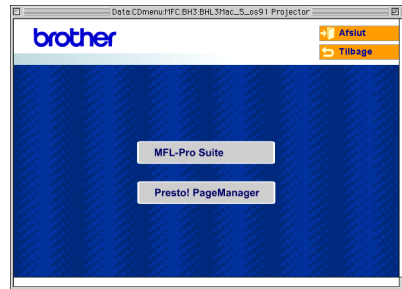 Data:CDmenu:MFC:BH3:BHL3Mac_5_os91 Projector
brother
Afslut
Tilbage
MFL-Pro Suite
Presto! PageManager